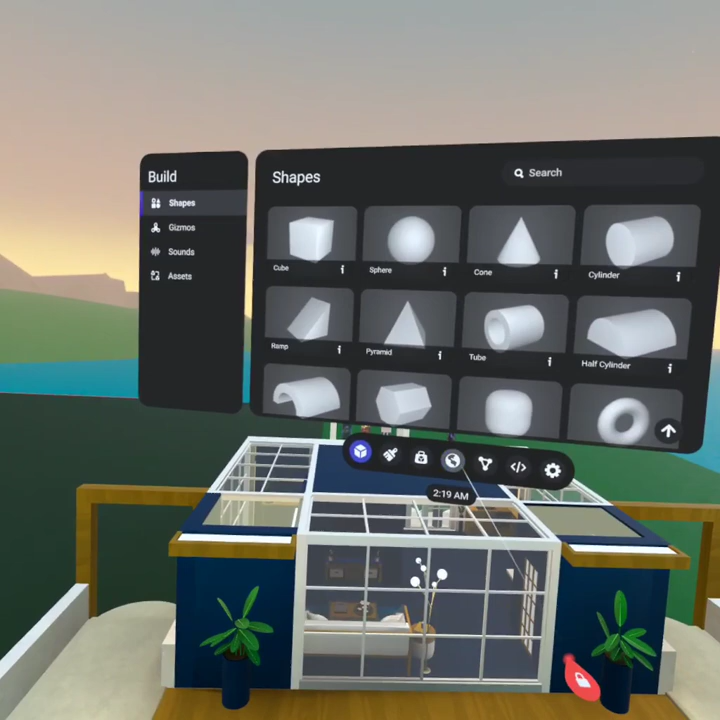 Build
Shapes
Gizmos
Sounds
Assets
Shapes
Search
Cube
Sphere
Cone
Cylinder
Ramp
Pyramid
Tube
Half Cylinder
2:19 AM